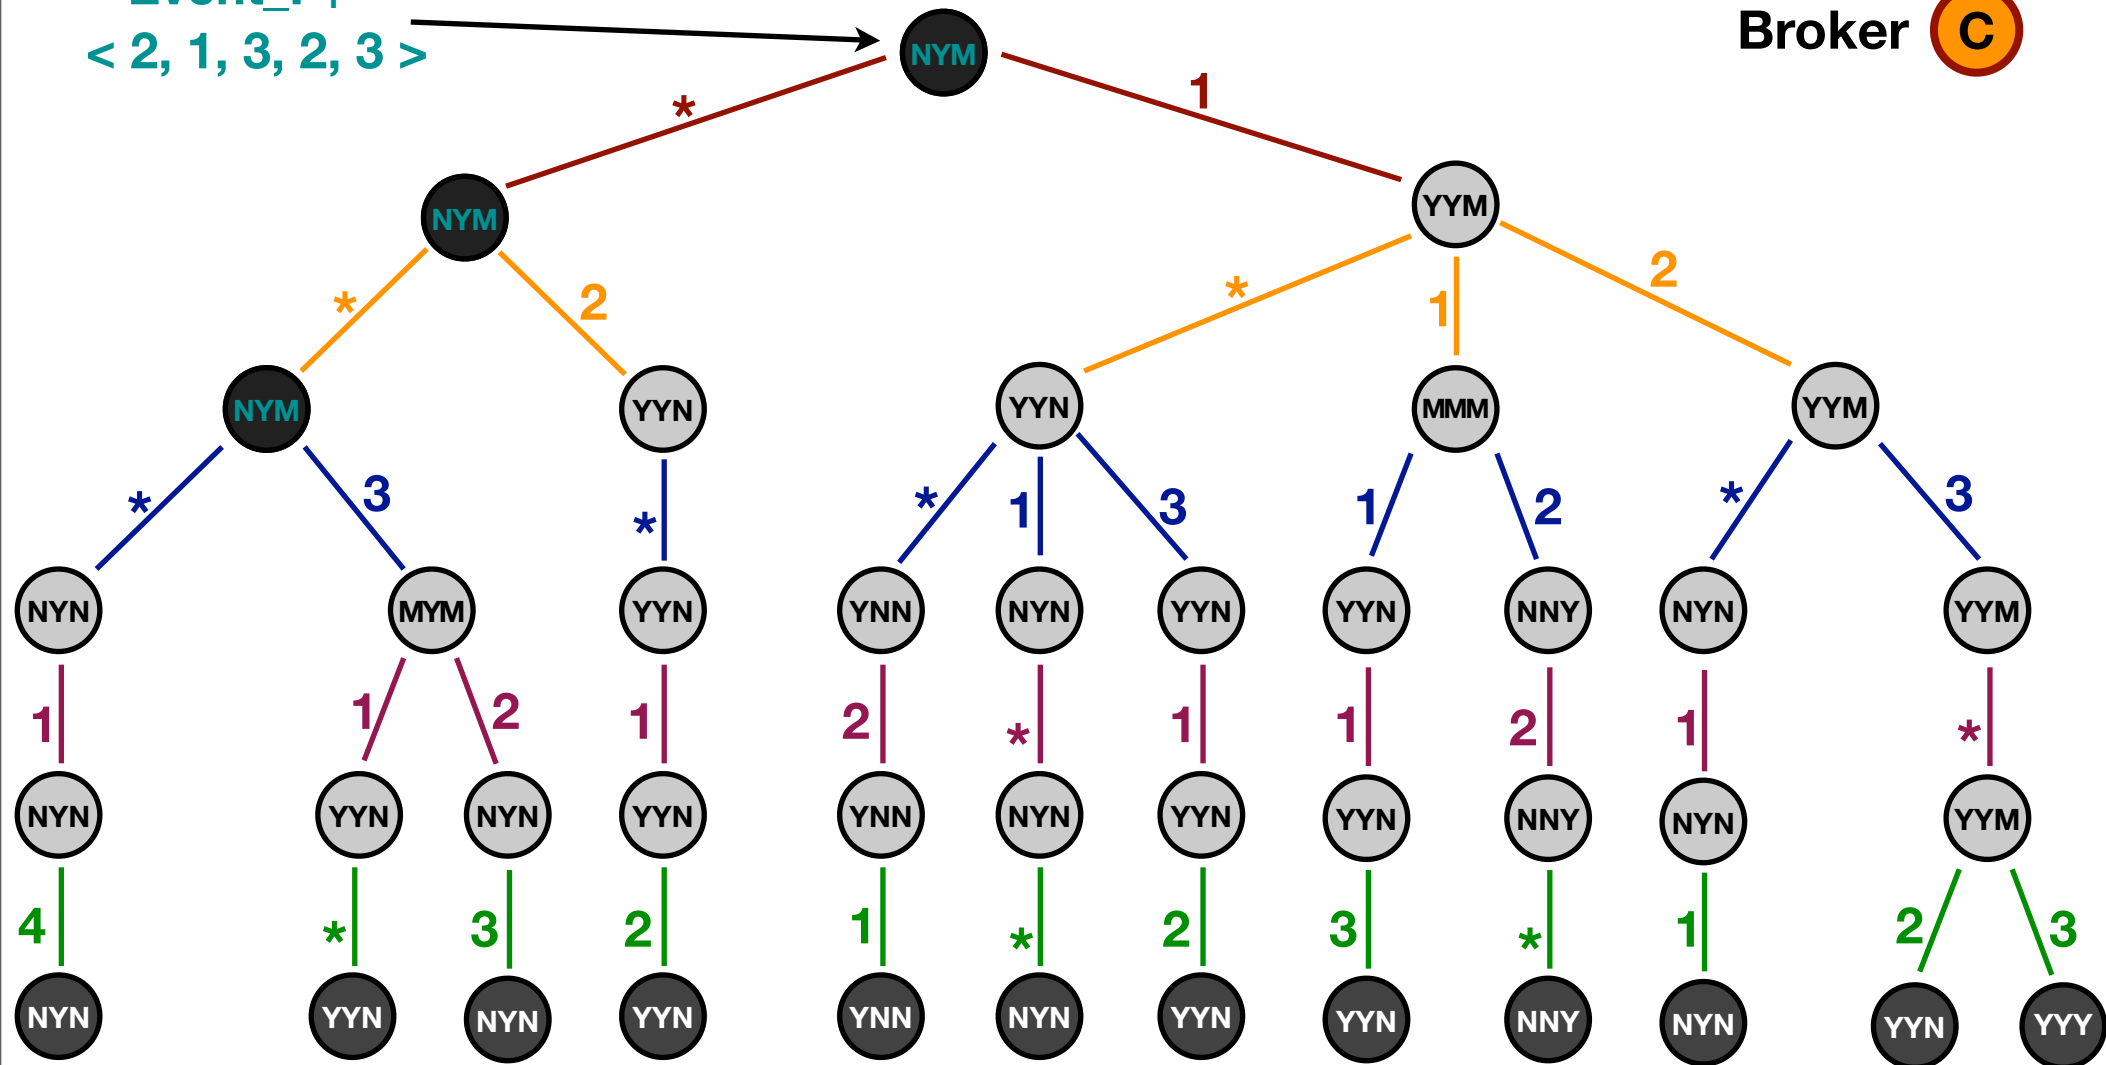 < 2, 1, 3, 2, 3 >
Broker C
NYM
* 1
NYM YYM
* 2 * 1 2
NYM YYN YYN MMM YYM
* 3 * * 1 3 1 2 * 3
NYN MYM YYN YNN NYN YYN YYN NNY NYN YYM
1 1 2 1 2 * 1 1 2 1 *
NYN YYN NYN YYN YNN NYN YYN YYN NNY NYN YYM
4 * 3 2 1 * 2 3 * 1 2 3
NYN YYN NYN YYN YNN NYN YYN YYN NNY NYN YYN YYY